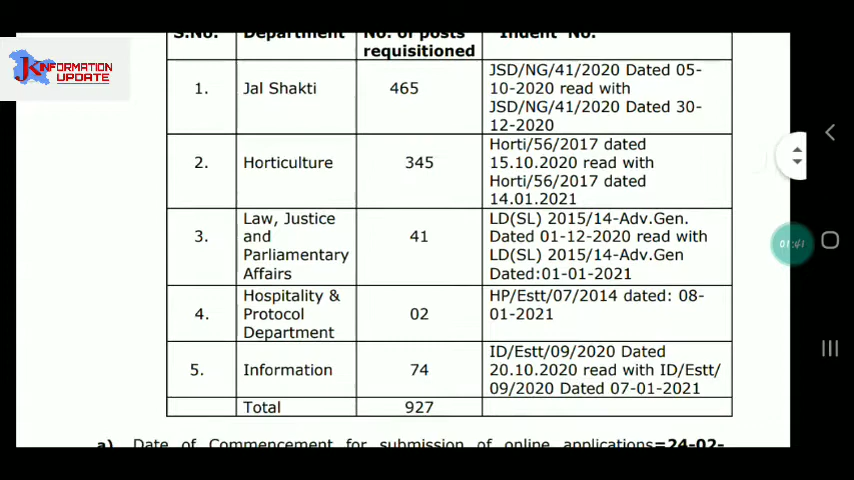 JK INFORMATION
UPDATE
S.No. Department No. of posts Indent No.
requisitioned
1. Jal Shakti 465 JSD/NG/41/2020 Dated 05-
10-2020 read with
JSD/NG/41/2020 Dated 30-
12-2020
2. Horticulture 345 Horti/56/2017 dated
15.10.2020 read with
Horti/56/2017 dated
14.01.2021
3. Law, Justice 41 LD(SL) 2015/14-Adv.Gen.
and Dated 01-12-2020 read with
Parliamentary LD(SL) 2015/14-Adv.Gen
Affairs Dated:01-01-2021
4. Hospitality & 02 HP/Estt/07/2014 dated: 08-
Protocol 01-2021
Department
5. Information 74 ID/Estt/09/2020 Dated
20.10.2020 read with ID/Estt/
09/2020 Dated 07-01-2021
Total 927
a) Date of Commencement for submission of online applications=24-02-
01:41